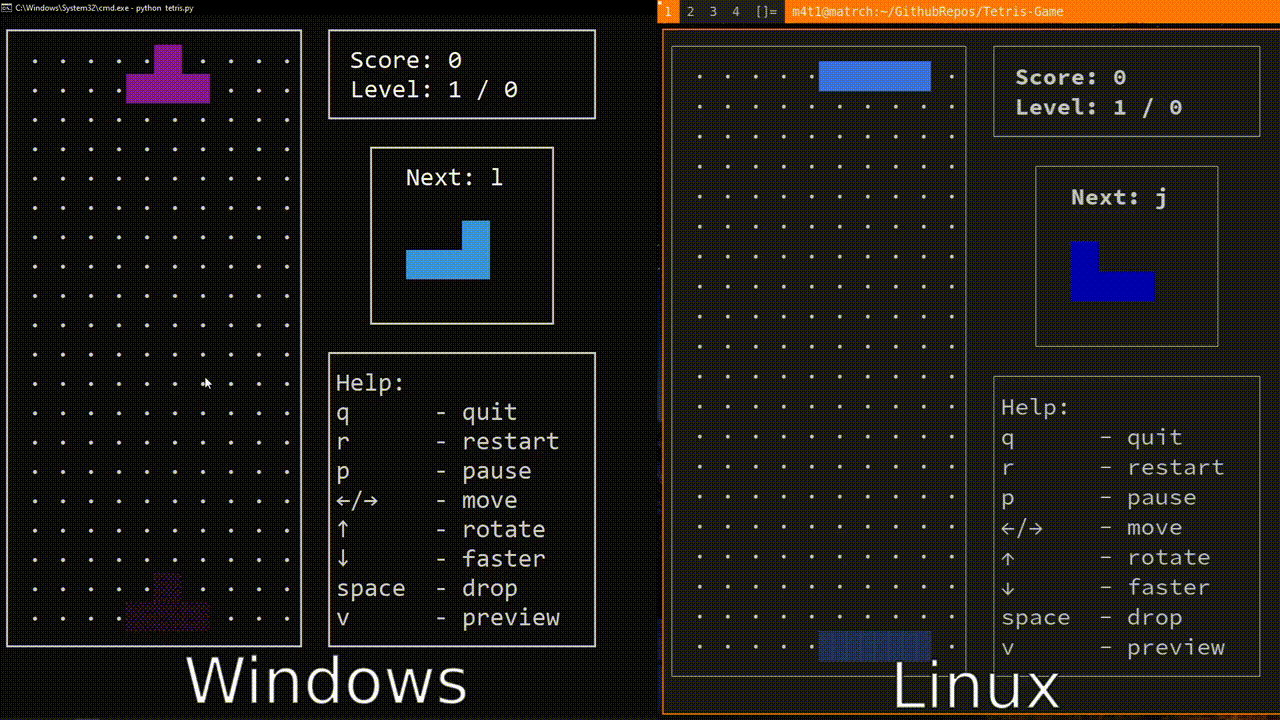 C:\Windows\System32\cmd.exe - python tetris.py
Score: 0
Level: 1 / 0
Next: l
Help:
q - quit
r - restart
p - pause
←/→ - move
↑ - rotate
↓ - faster
space - drop
v - preview
Windows
1 2 3 4 []= m4t1@matrch:~/GithubRepos/Tetris-Game
Score: 0
Level: 1 / 0
Next: j
Help:
q - quit
r - restart
p - pause
←/→ - move
↑ - rotate
↓ - faster
space - drop
v - preview
Linux